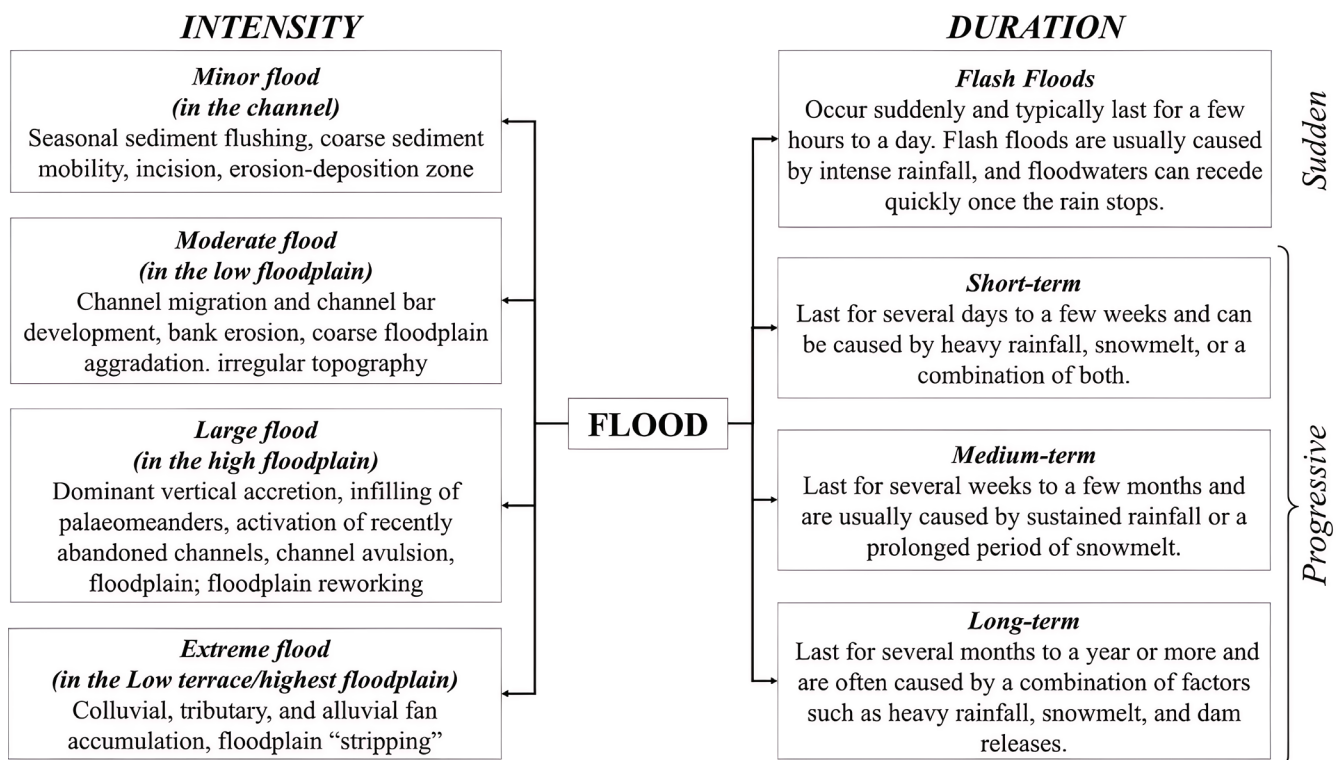 INTENSITY
Minor flood
(in the channel)
Seasonal sediment flushing, coarse sediment
mobility, incision, erosion-deposition zone
Moderate flood
(in the low floodplain)
Channel migration and channel bar
development, bank erosion, coarse floodplain
aggradation. irregular topography
Large flood
(in the high floodplain)
Dominant vertical accretion, infilling of
palaeomeanders, activation of recently
abandoned channels, channel avulsion,
floodplain; floodplain reworking
Extreme flood
(in the Low terrace/highest floodplain)
Colluvial, tributary, and alluvial fan
accumulation, floodplain “stripping”
FLOOD
DURATION
Flash Floods
Occur suddenly and typically last for a few
hours to a day. Flash floods are usually caused
by intense rainfall, and floodwaters can recede
quickly once the rain stops.
Sudden
Short-term
Last for several days to a few weeks and can
be caused by heavy rainfall, snowmelt, or a
combination of both.
Medium-term
Last for several weeks to a few months and
are usually caused by sustained rainfall or a
prolonged period of snowmelt.
Long-term
Last for several months to a year or more and
are often caused by a combination of factors
such as heavy rainfall, snowmelt, and dam
releases.
Progressive